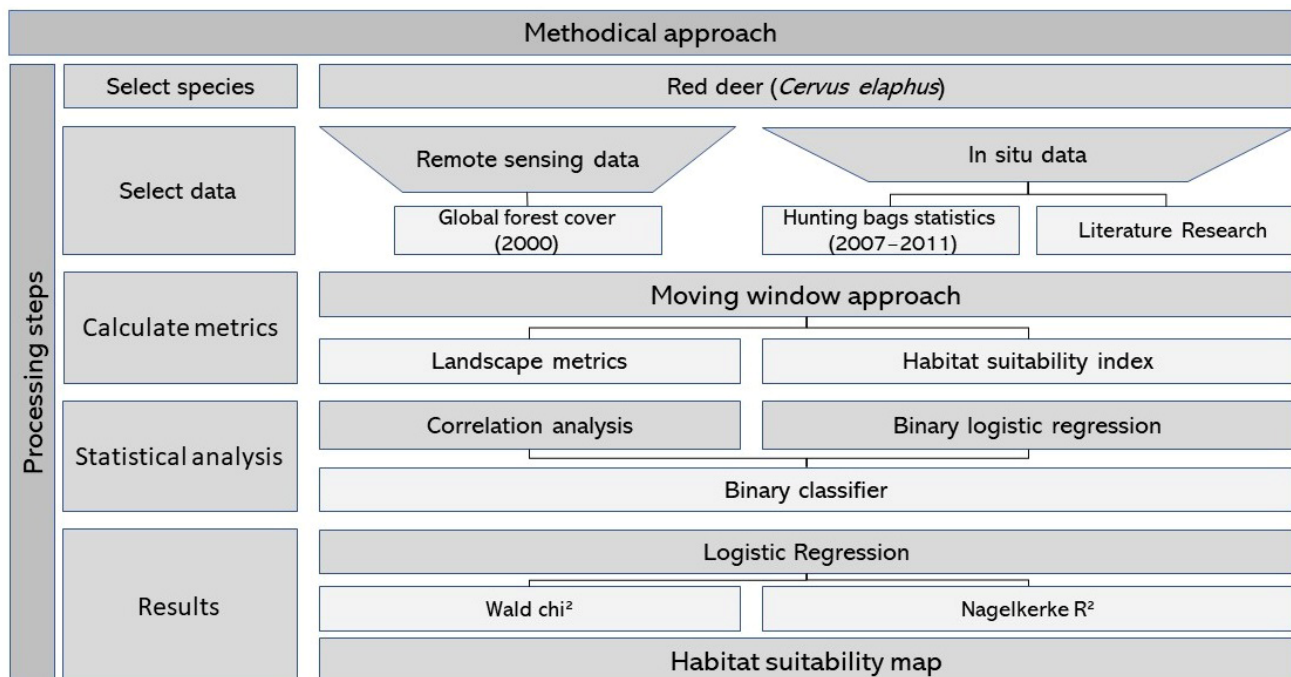 Methodical approach
Processing steps
Select species
Red deer (Cervus elaphus)
Select data
Remote sensing data
In situ data
Global forest cover
(2000)
Hunting bags statistics
(2007–2011)
Literature Research
Calculate metrics
Moving window approach
Landscape metrics
Habitat suitability index
Statistical analysis
Correlation analysis
Binary logistic regression
Binary classifier
Results
Logistic Regression
Wald chi²
Nagelkerke R²
Habitat suitability map